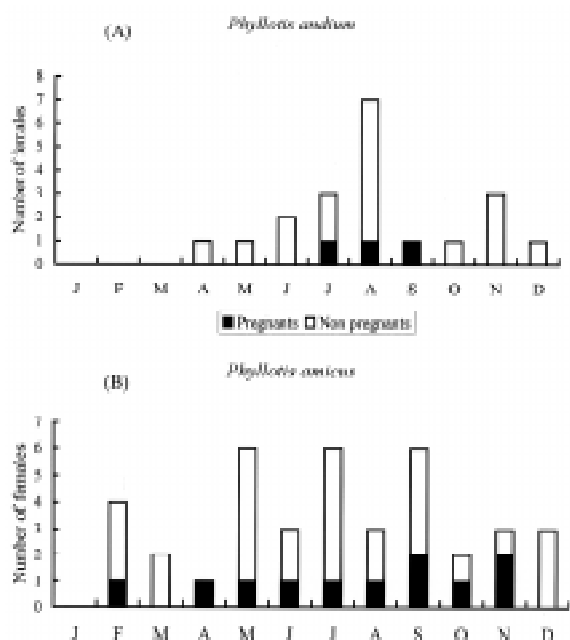 (A)
Phyllotis andium
Number of females
8
7
6
5
4
3
2
1
0
J F M A M J J A S O N D
Pregnants Non pregnants
(B)
Phyllotis amicus
Number of females
7
6
5
4
3
2
1
0
J F M A M J J A S O N D